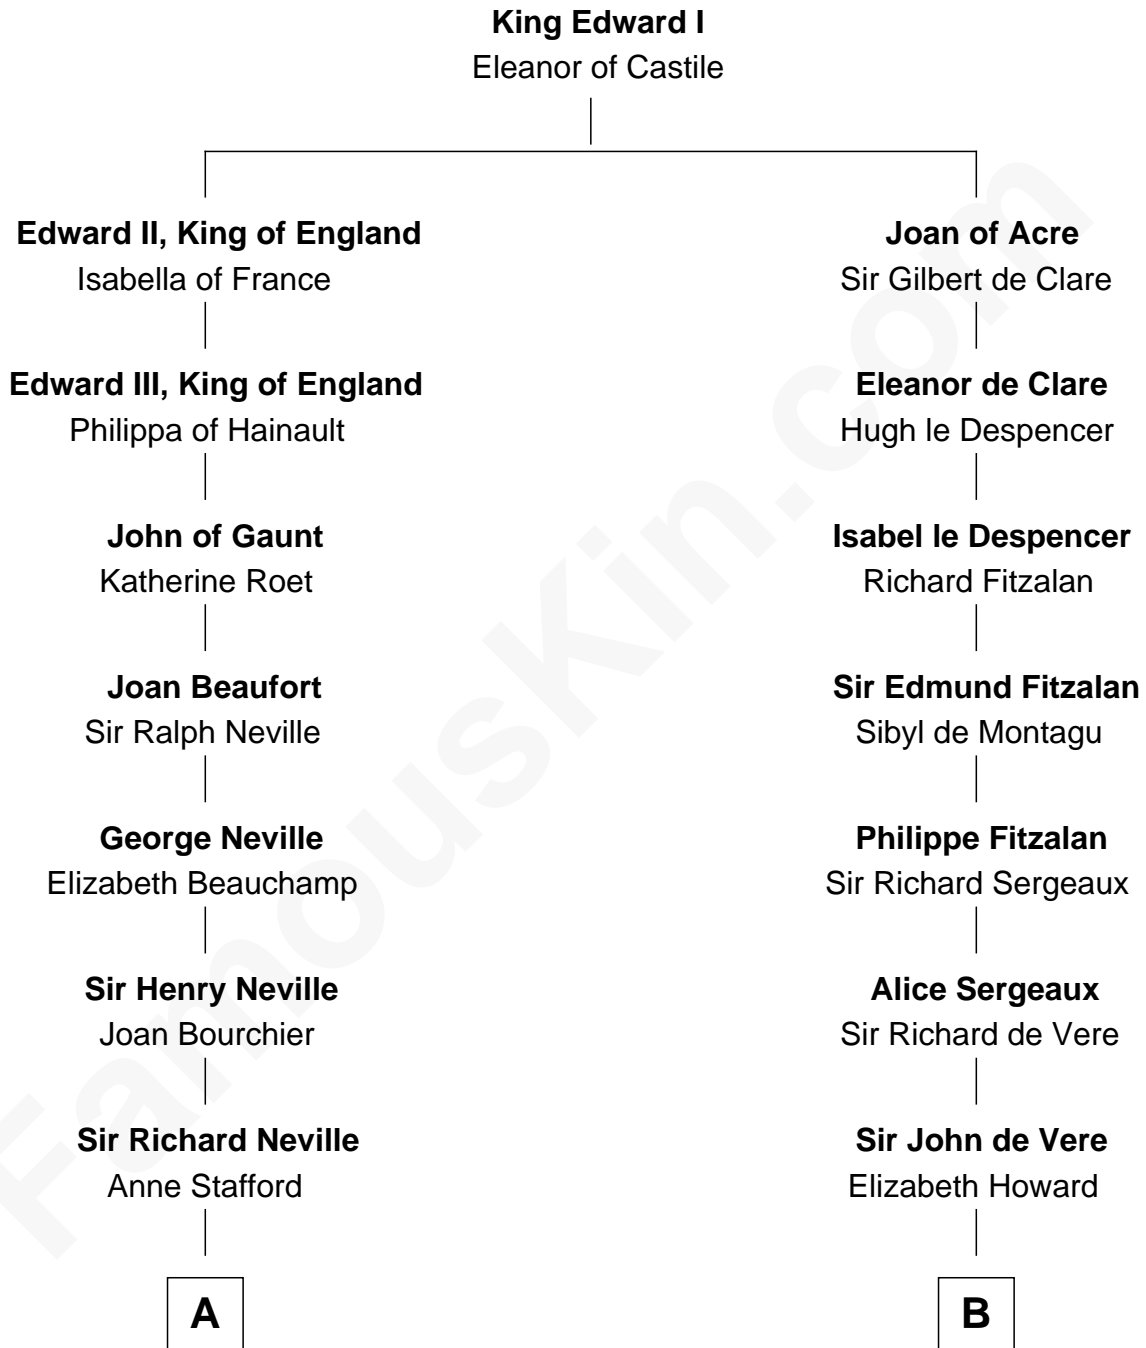 King Edward I
Eleanor of Castile
Edward II, King of England
Isabella of France
Joan of Acre
Sir Gilbert de Clare
Edward III, King of England
Philippa of Hainault
Eleanor de Clare
Hugh le Despencer
John of Gaunt
Katherine Roet
Isabel le Despencer
Richard Fitzalan
Joan Beaufort
Sir Ralph Neville
Sir Edmund Fitzalan
Sibyl de Montagu
George Neville
Elizabeth Beauchamp
Philippe Fitzalan
Sir Richard Sergeaux
Sir Henry Neville
Joan Bourchier
Alice Sergeaux
Sir Richard de Vere
Sir Richard Neville
Anne Stafford
Sir John de Vere
Elizabeth Howard
A
B
FamousKin.com